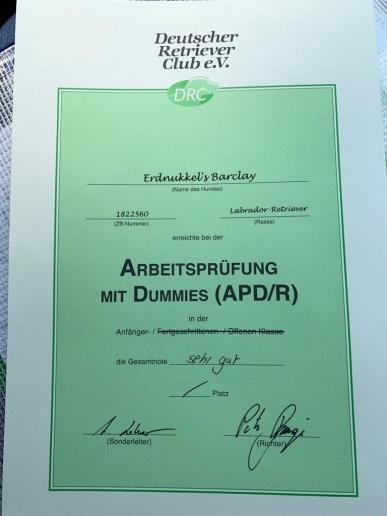 Deutscher
Retriever
Club e.V.
DRC
Erdnukkel's Barclay
(Name des Hundes)
1822560 Labrador-Retriever
(ZB-Nummer) (Rasse)
erreichte bei der
ARBEITSPRÜFUNG
MIT DUMMIES (APD/R)
in der
Anfänger- / Fortgeschrittenen- / Offenen Klasse
die Gesamtnote sehr gut
Platz
(Sonderleiter) (Richter)